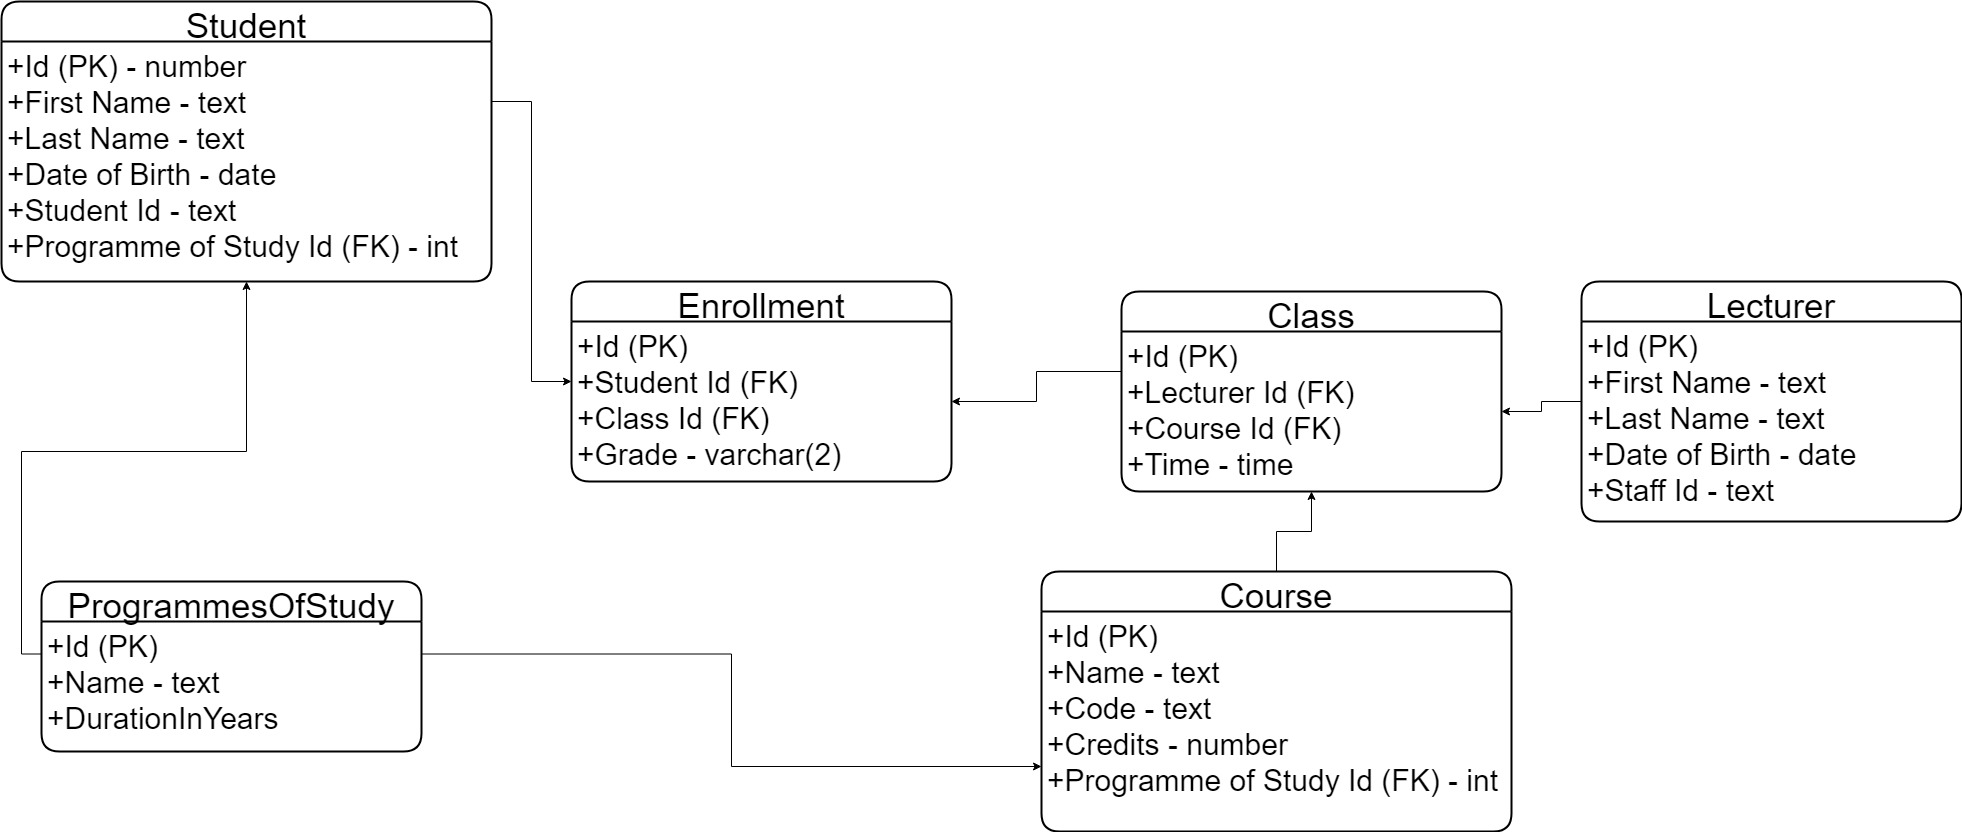 Student
+Id (PK) - number
+First Name - text
+Last Name - text
+Date of Birth - date
+Student Id - text
+Programme of Study Id (FK) - int
Enrollment
+Id (PK)
+Student Id (FK)
+Class Id (FK)
+Grade - varchar(2)
Class
+Id (PK)
+Lecturer Id (FK)
+Course Id (FK)
+Time - time
Lecturer
+Id (PK)
+First Name - text
+Last Name - text
+Date of Birth - date
+Staff Id - text
ProgrammesOfStudy
+Id (PK)
+Name - text
+DurationInYears
Course
+Id (PK)
+Name - text
+Code - text
+Credits - number
+Programme of Study Id (FK) - int